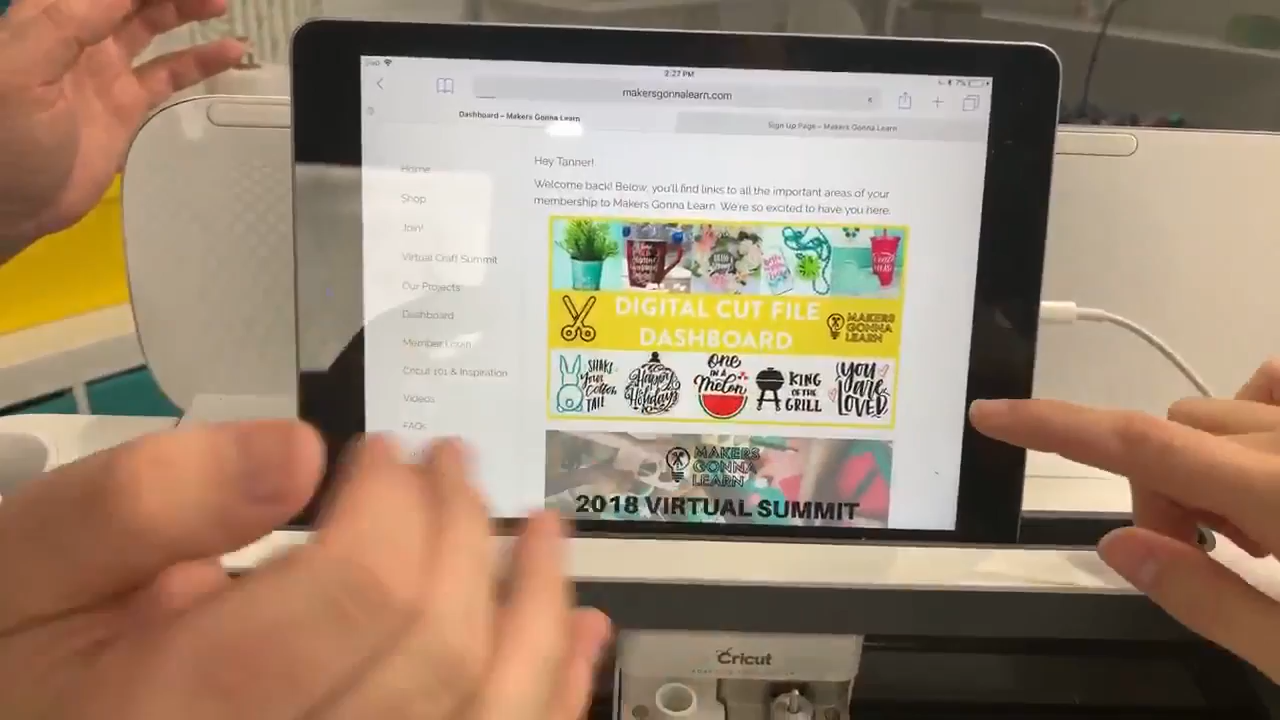 2:27 PM
7%
makersgonnalearn.com
Dashboard – Makers Gonna Learn
Sign Up Page – Makers Gonna Learn
Home
Shop
Join!
Virtual Craft Summit
Our Projects
Dashboard
Member Login
Cricut 101 & Inspiration
Videos
FAQs
Hey Tanner!
Welcome back! Below, you'll find links to all the important areas of your
membership to Makers Gonna Learn. We're so excited to have you here.
DIGITAL CUT FILE
DASHBOARD
MAKERS
GONNA
LEARN
SHAKE
Your
Cotton
TAIL
Happy
Holidays
One
IN A
Melon
KING
OF THE
GRILL
you
ARE
LOVED
MAKERS
GONNA
LEARN
2018 VIRTUAL SUMMIT
Cricut